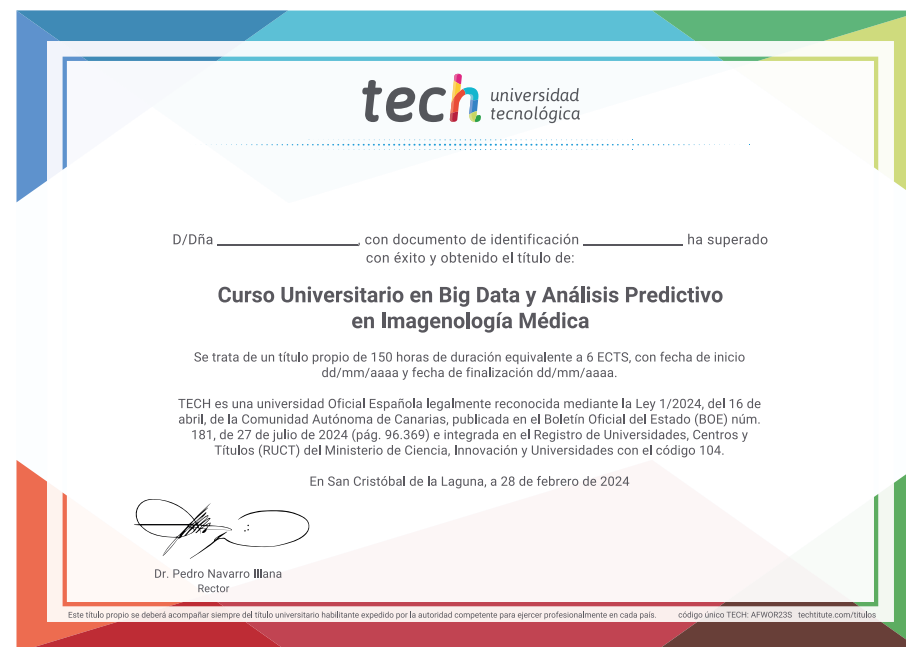 tech universidad
tecnológica
D/Dña ____________________, con documento de identificación ______________ ha superado
con éxito y obtenido el título de:
Curso Universitario en Big Data y Análisis Predictivo
en Imagenología Médica
Se trata de un título propio de 150 horas de duración equivalente a 6 ECTS, con fecha de inicio
dd/mm/aaaa y fecha de finalización dd/mm/aaaa.
TECH es una universidad Oficial Española legalmente reconocida mediante la Ley 1/2024, del 16 de
abril, de la Comunidad Autónoma de Canarias, publicada en el Boletín Oficial del Estado (BOE) núm.
181, de 27 de julio de 2024 (pág. 96.369) e integrada en el Registro de Universidades, Centros y
Títulos (RUCT) del Ministerio de Ciencia, Innovación y Universidades con el código 104.
En San Cristóbal de la Laguna, a 28 de febrero de 2024
Dr. Pedro Navarro Illana
Rector
Este título propio se deberá acompañar siempre del título universitario habilitante expedido por la autoridad competente para ejercer profesionalmente en cada país. código único TECH: AFWOR23S techtitute.com/titulos